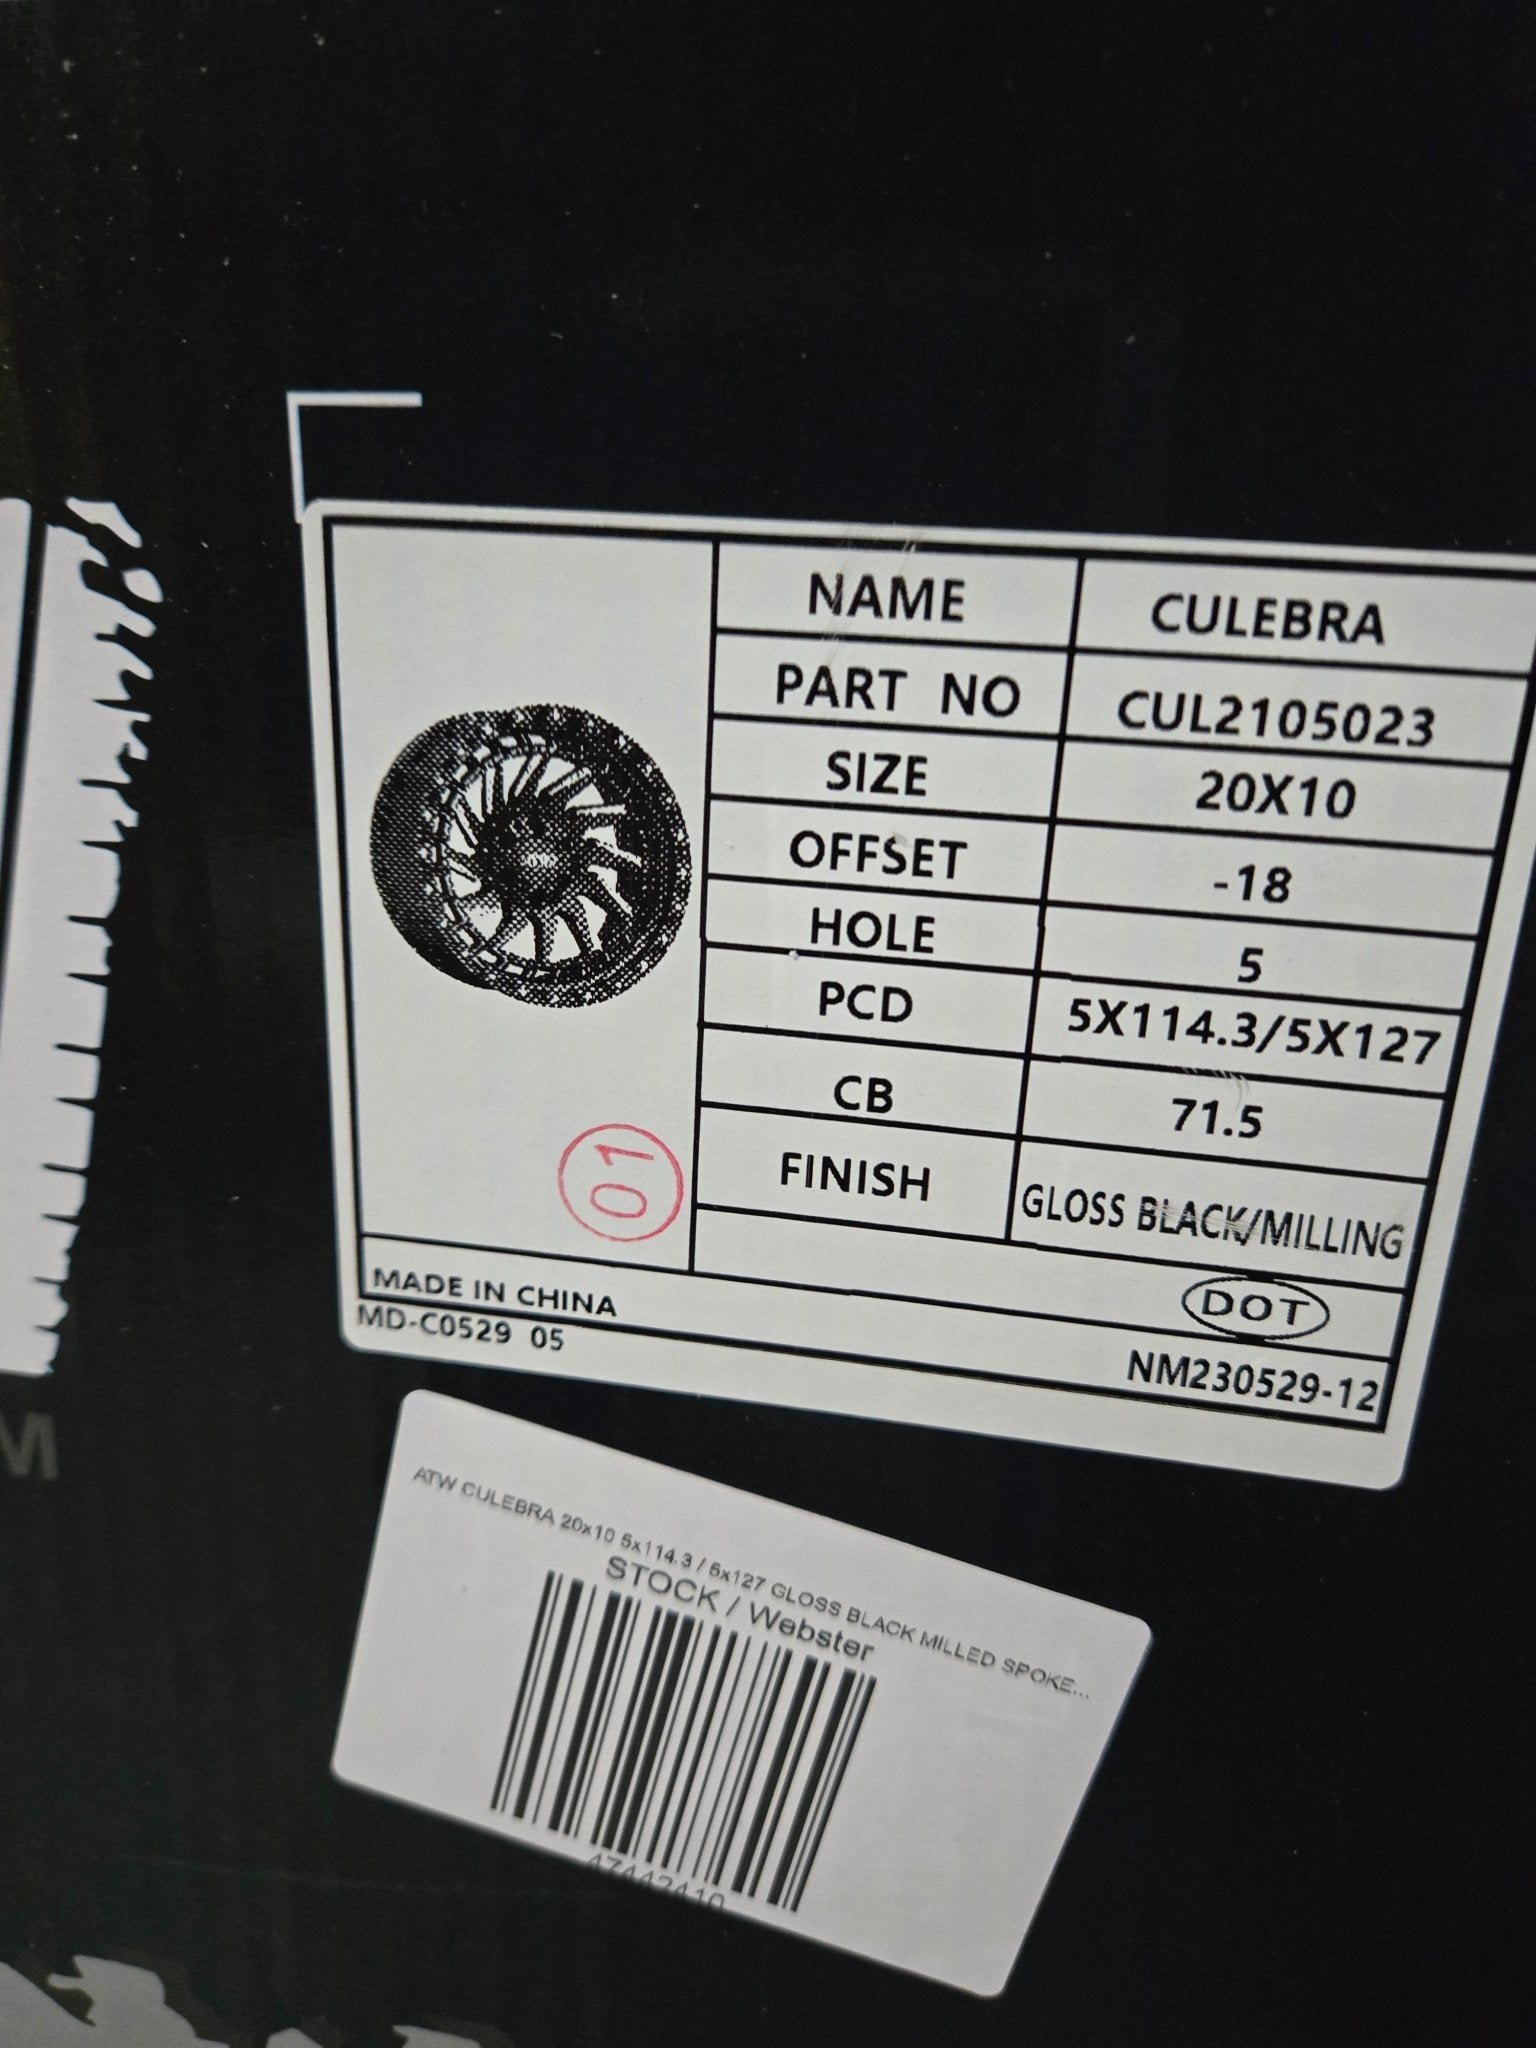 NAME CULEBRA
PART NO CUL2105023
SIZE 20X10
OFFSET -18
HOLE 5
PCD 5X114.3/5X127
CB 71.5
FINISH GLOSS BLACK/MILLING
01
DOT
MADE IN CHINA
MD-C0529 05
NM230529-12
M
ATW CULEBRA 20x10 5x114.3 / 5x127 GLOSS BLACK MILLED SPOKE...
STOCK / Webster
47442410